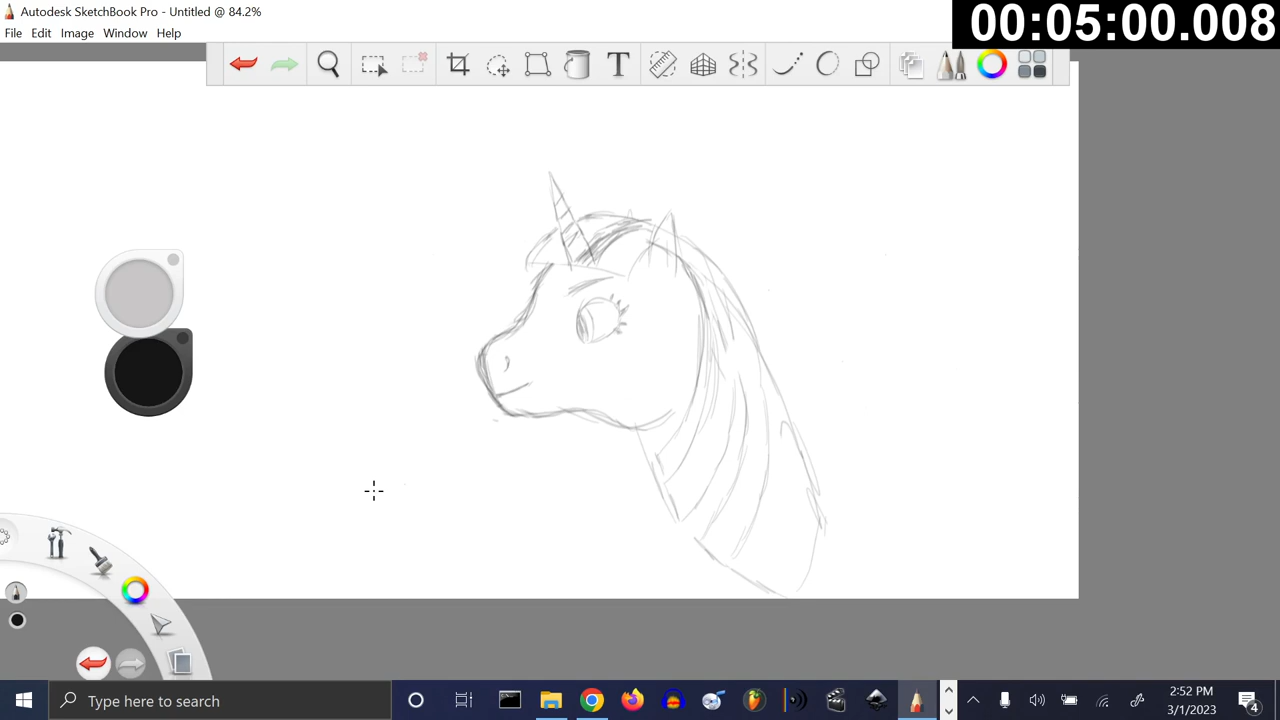 Autodesk SketchBook Pro - Untitled @ 84.2%
00:05:00.008
File Edit Image Window Help
T
Type here to search
2:52 PM
3/1/2023
4